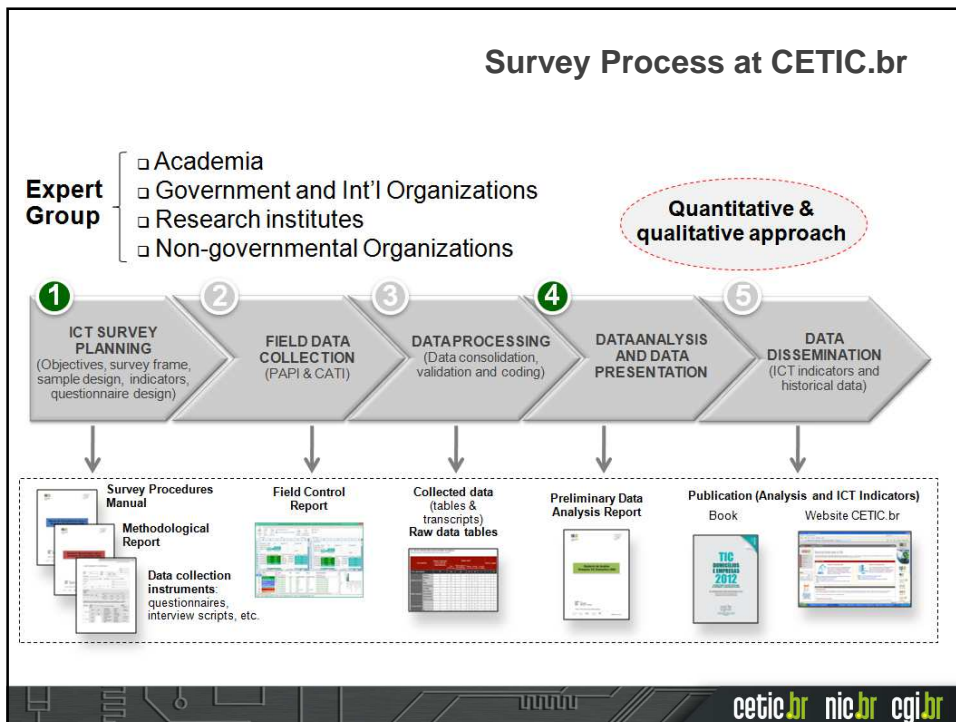 Survey Process at CETIC.br
Expert
Group
Academia
Government and Int'l Organizations
Research institutes
Non-governmental Organizations
Quantitative &
qualitative approach
1
ICT SURVEY
PLANNING
(Objectives, survey frame,
sample design, indicators,
questionnaire design)
2
FIELD DATA
COLLECTION
(PAPI & CATI)
3
DATAPROCESSING
(Data consolidation,
validation and coding)
4
DATAANALYSIS
AND DATA
PRESENTATION
5
DATA
DISSEMINATION
(ICT indicators and
historical data)
Survey Procedures
Manual
Methodological
Report
Data collection
instruments:
questionnaires,
interview scripts, etc.
Field Control
Report
Collected data
(tables &
transcripts)
Raw data tables
Preliminary Data
Analysis Report
Publication (Analysis and ICT Indicators)
Book
Website CETIC.br
TIC
DOMICÍLIOS
E EMPRESAS
2012
cgi.br
cetic.br nic.br cgi.br